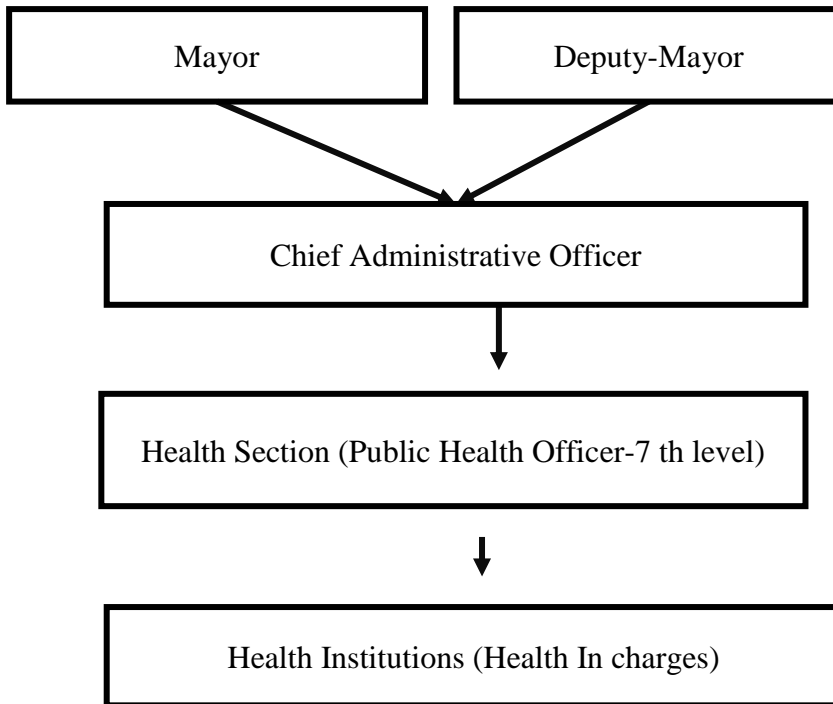 Mayor
Deputy-Mayor
Chief Administrative Officer
Health Section (Public Health Officer-7 th level)
Health Institutions (Health In charges)